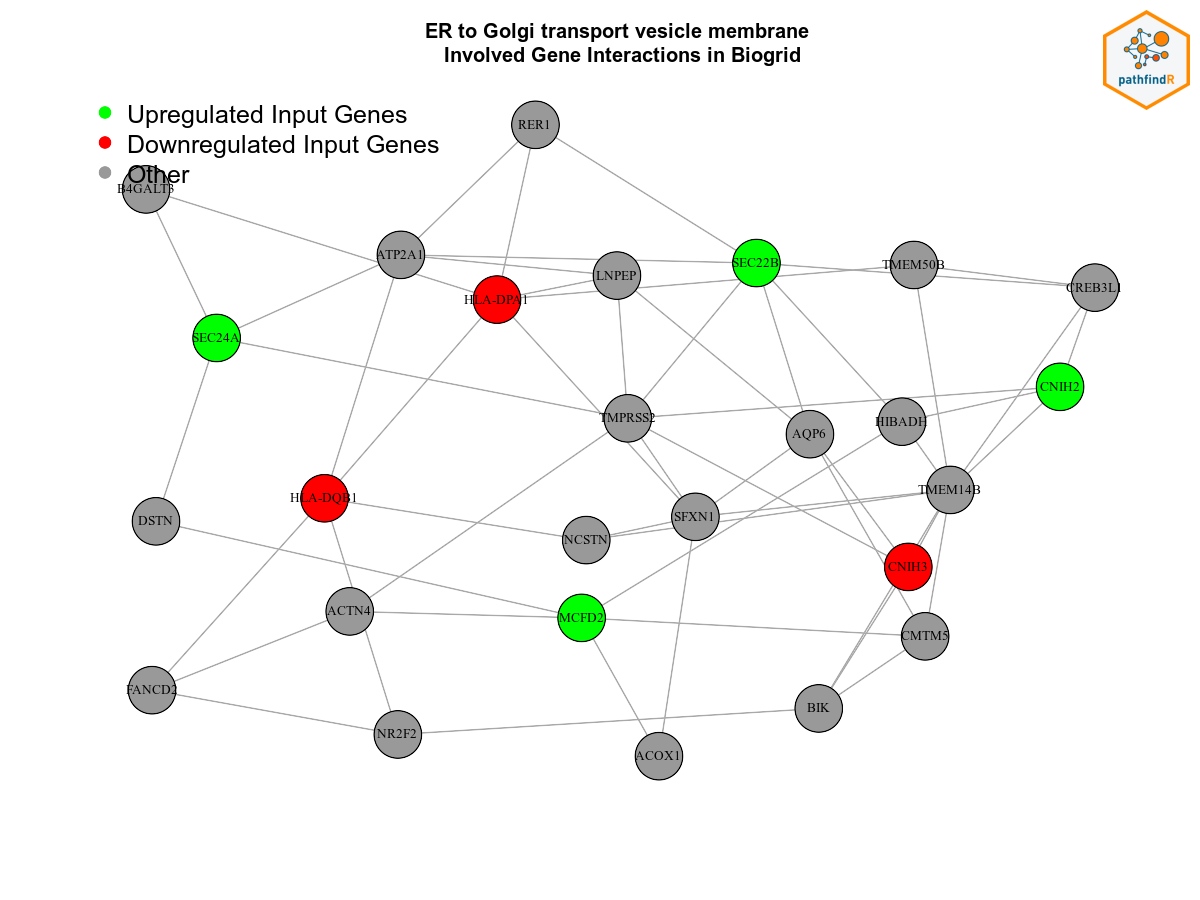 ER to Golgi transport vesicle membrane
Involved Gene Interactions in Biogrid
pathfindR
Upregulated Input Genes
Downregulated Input Genes
Other
RER1
B4GALT3
ATP2A1
LNPEP
SEC22B
TMEM50B
CREB3L1
HLA-DPA1
SEC24A
CNIH2
TMPRSS2
AQP6
HIBADH
TMEM14B
HLA-DQB1
DSTN
NCSTN
SFXN1
CNIH3
ACTN4
MCFD2
CMTM5
FANCD2
NR2F2
BIK
ACOX1